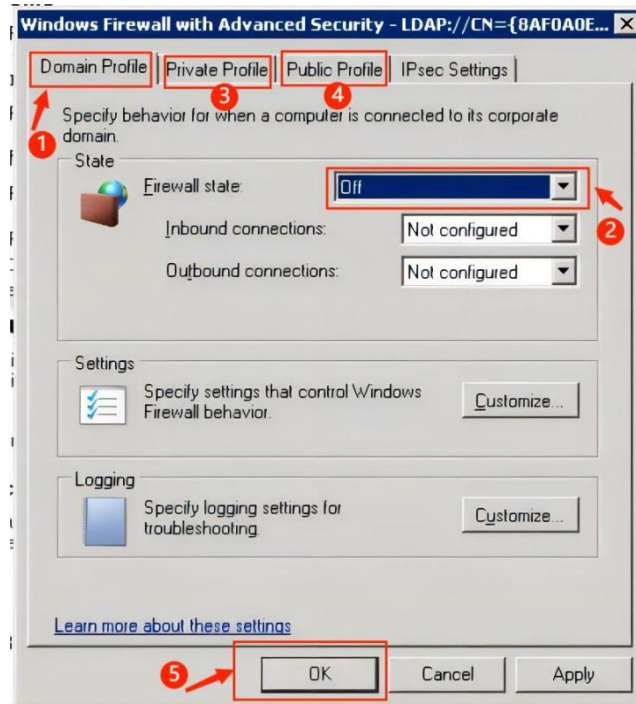 Windows Firewall with Advanced Security - LDAP://CN={8AF0A0E...
Domain Profile Private Profile Public Profile IPsec Settings
1 3 4
Specify behavior for when a computer is connected to its corporate
domain.
State
Firewall state: Off
2
Inbound connections: Not configured
Outbound connections: Not configured
Settings
Specify settings that control Windows
Firewall behavior.
Customize...
Logging
Specify logging settings for
troubleshooting.
Customize...
Learn more about these settings
5
OK Cancel Apply